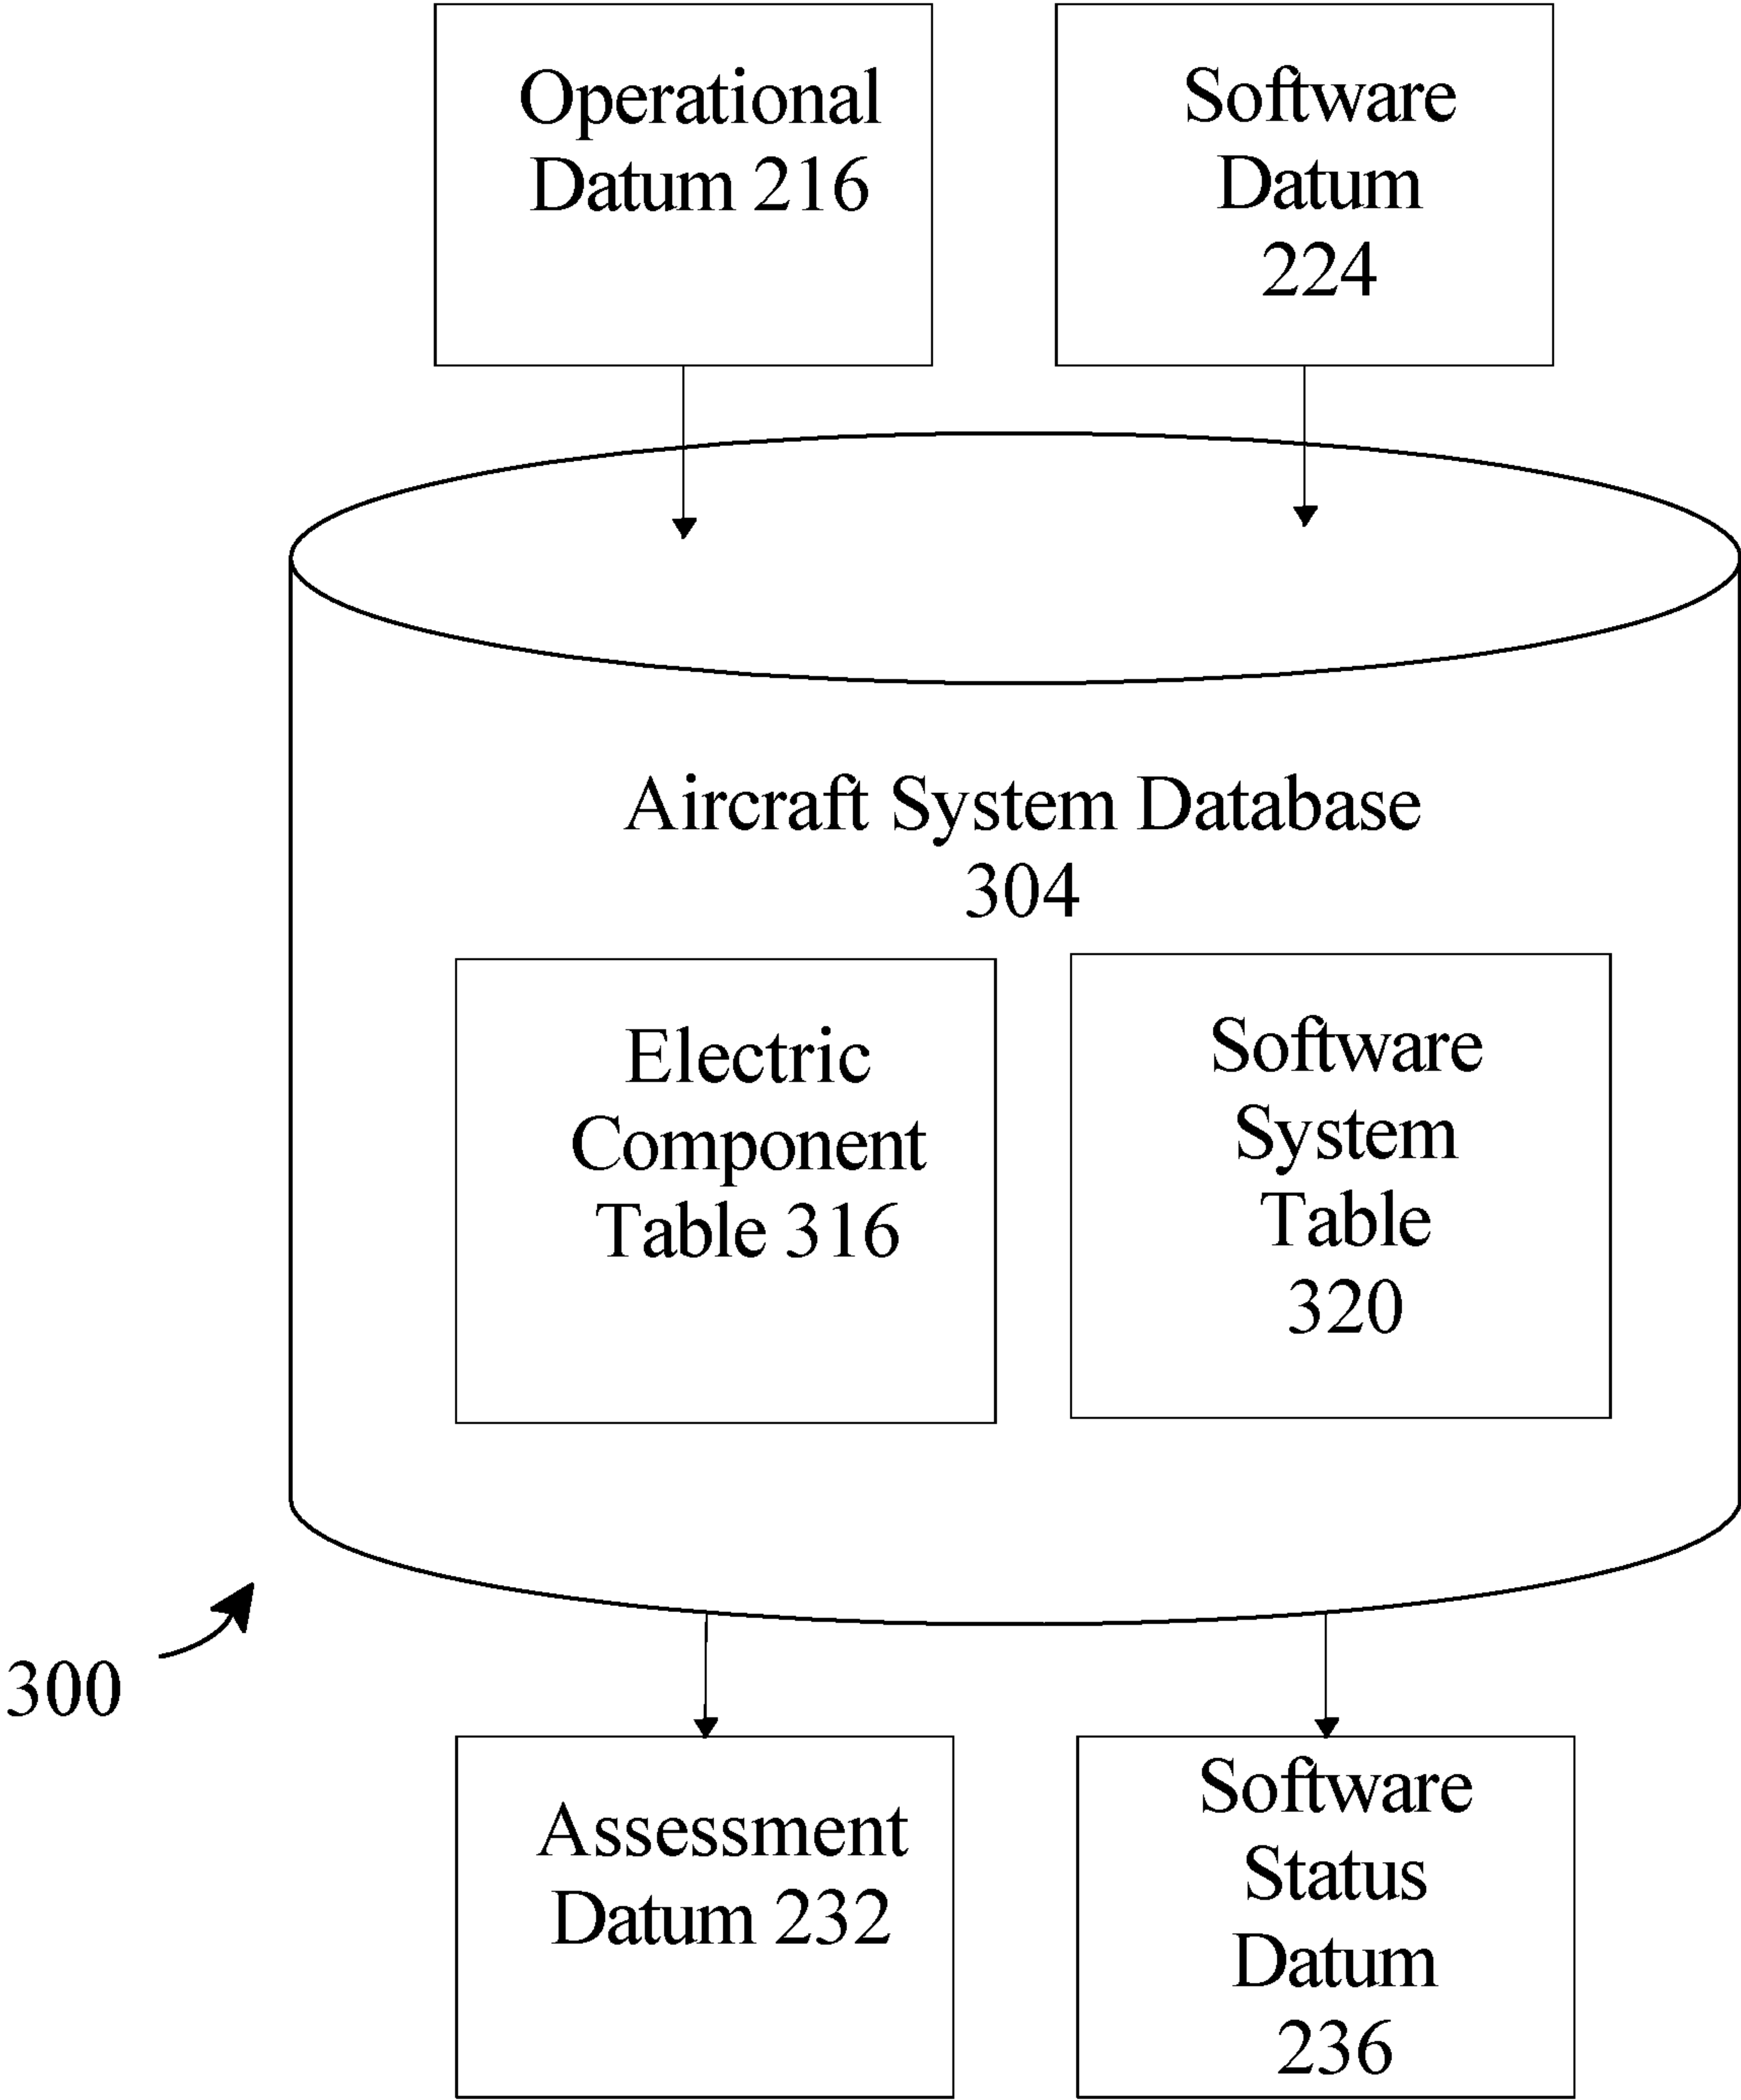 Operational
Datum 216
Software
Datum
224
Aircraft System Database
304
Electric
Component
Table 316
Software
System
Table
320
300
Assessment
Datum 232
Software
Status
Datum
236